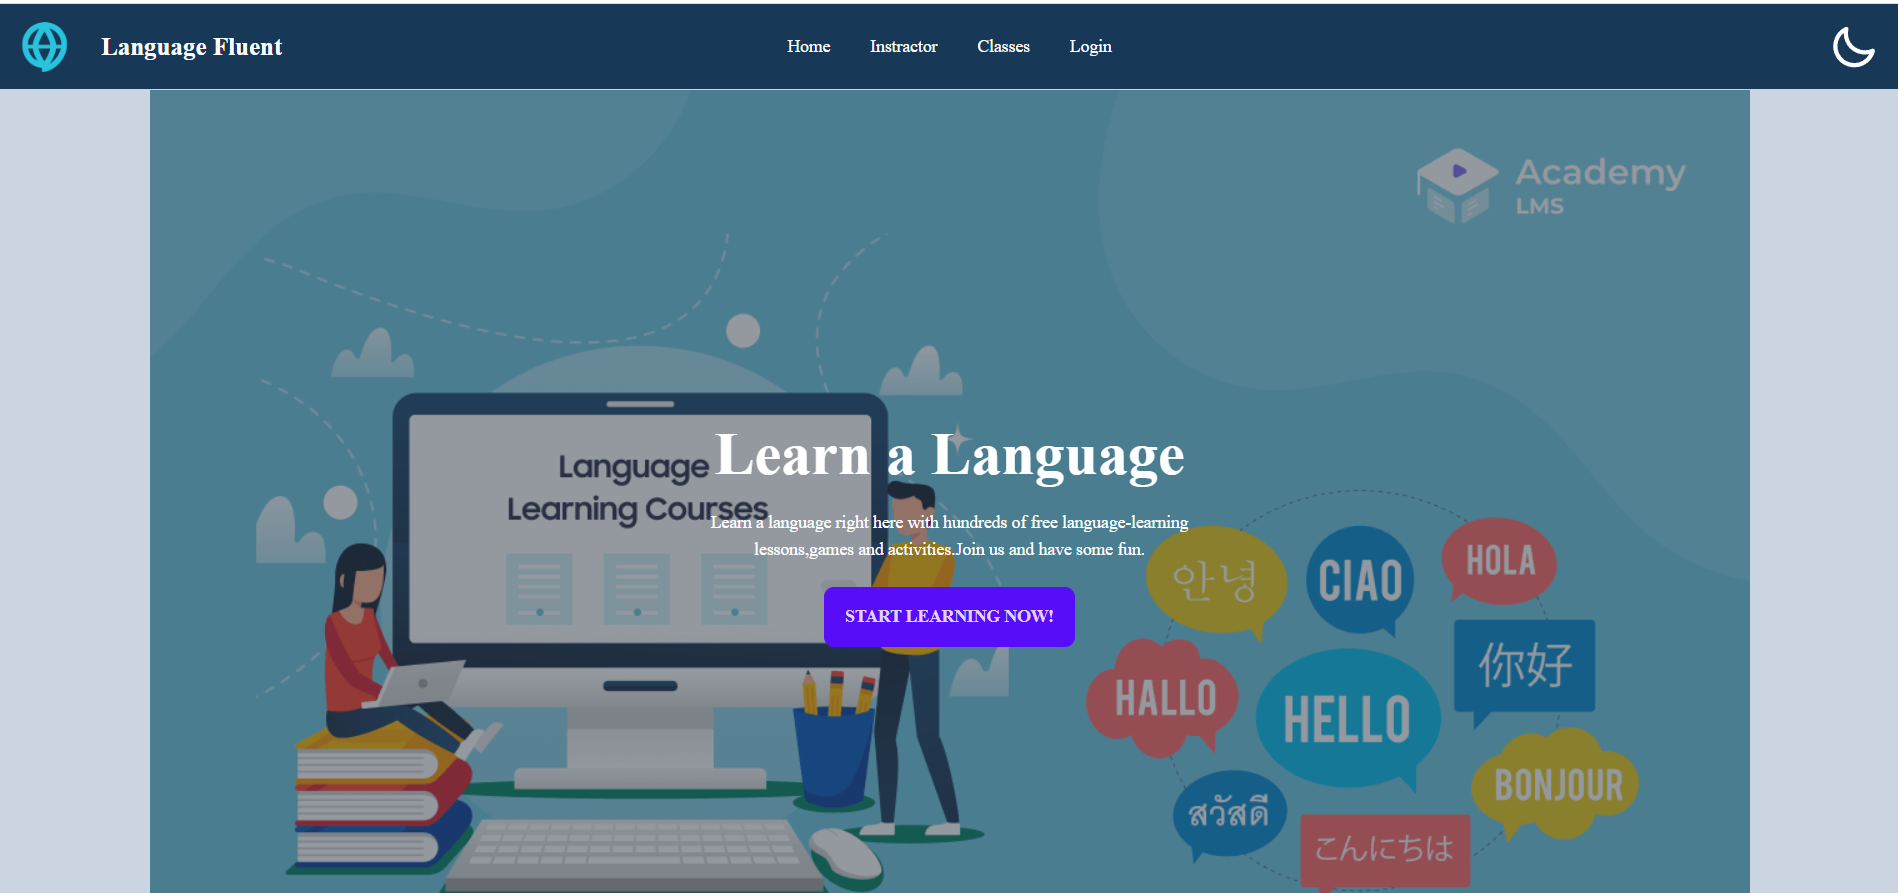 Language Fluent
Home
Instractor
Classes
Login
Academy
LMS
Language
Learning Courses
Learn a Language
Learn a language right here with hundreds of free language-learning
lessons,games and activities.Join us and have some fun.
START LEARNING NOW!
안녕
CIAO
HOLA
你好
HALLO
HELLO
BONJOUR
สวัสดี
こんにちは